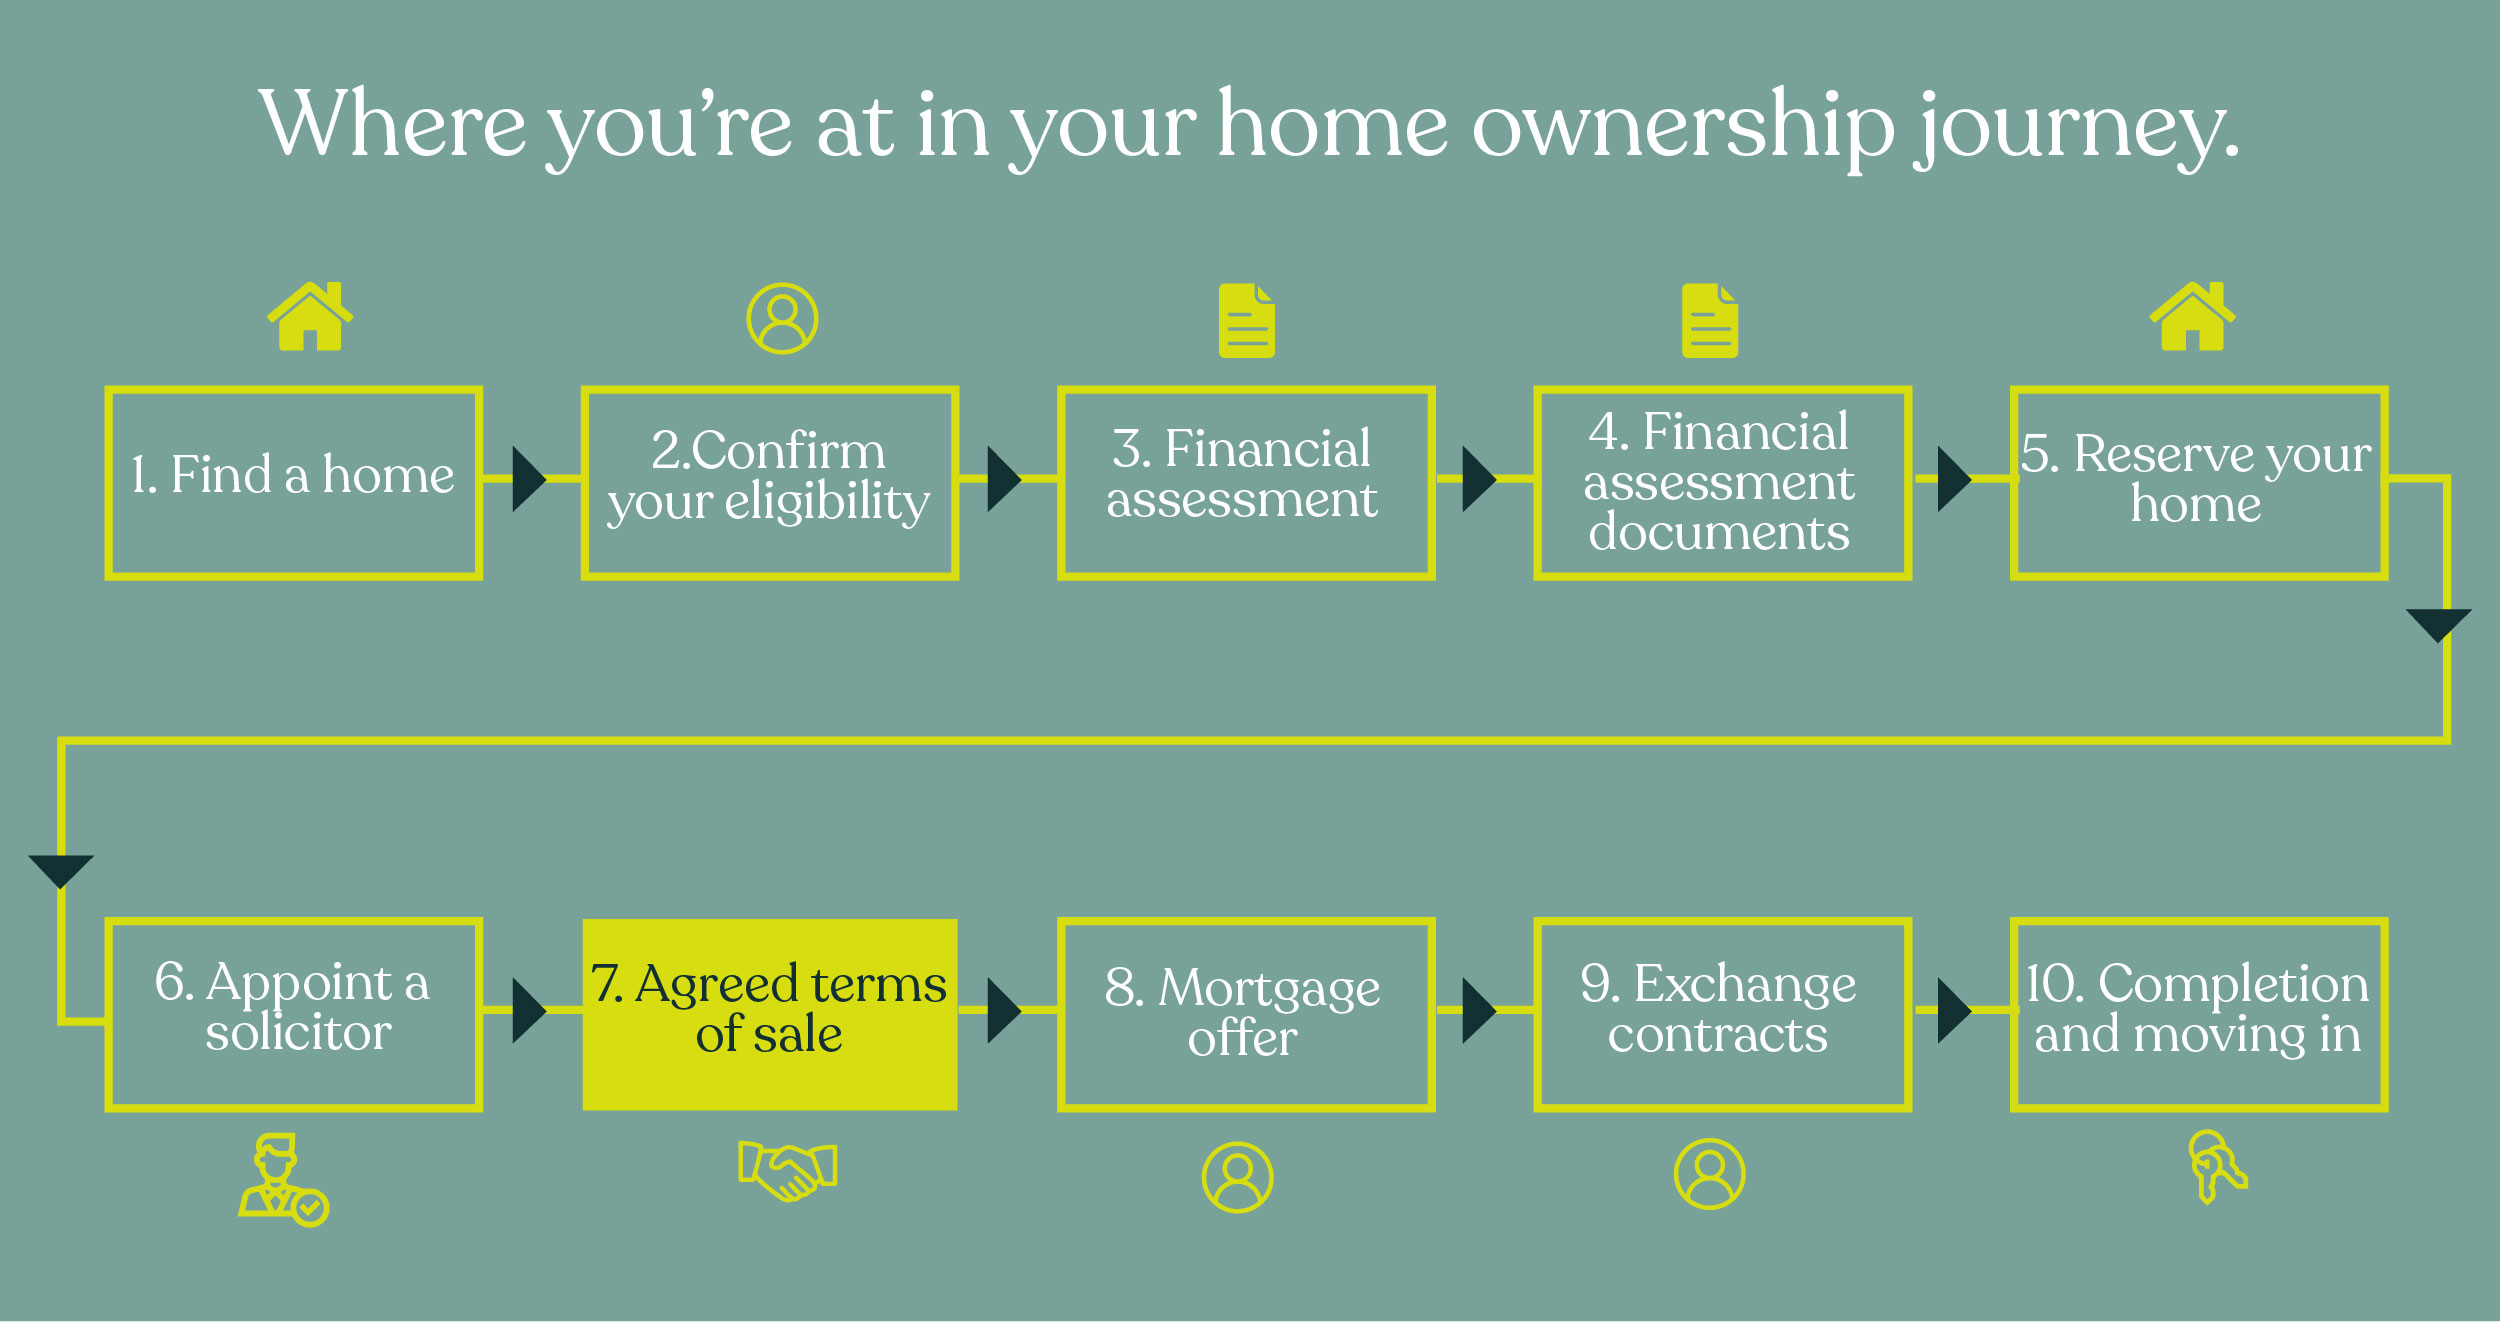 Where you're at in your home ownership journey.
1. Find a home
2.Confirm
your eligibility
3. Financial
assessment
4. Financial
assessment
documents
5. Reserve your
home
6. Appoint a
solicitor
7. Agreed terms
of sale
8. Mortgage
offer
9. Exchange
contracts
10. Completion
and moving in